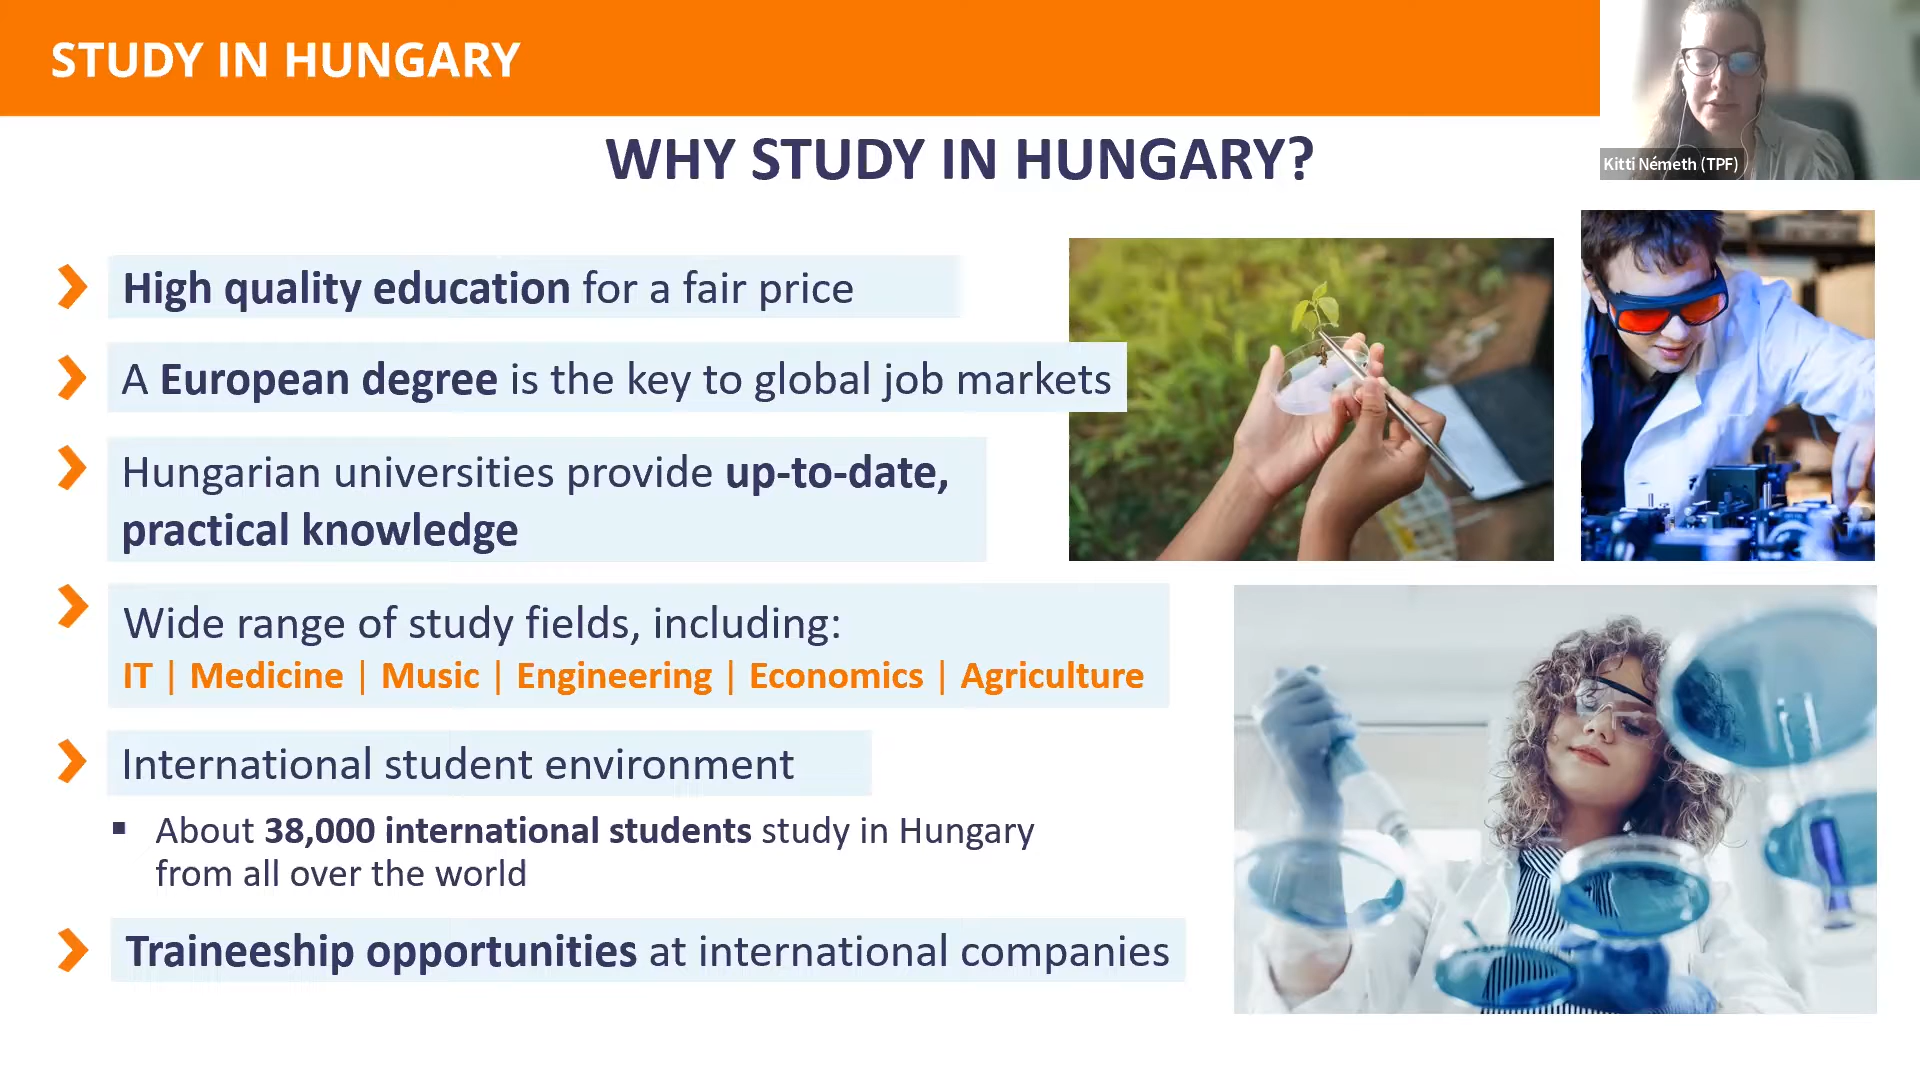 STUDY IN HUNGARY
Kitti Németh (TPF)
WHY STUDY IN HUNGARY?
High quality education for a fair price
A European degree is the key to global job markets
Hungarian universities provide up-to-date,
practical knowledge
Wide range of study fields, including:
IT | Medicine | Music | Engineering | Economics | Agriculture
International student environment
About 38,000 international students study in Hungary
from all over the world
Traineeship opportunities at international companies